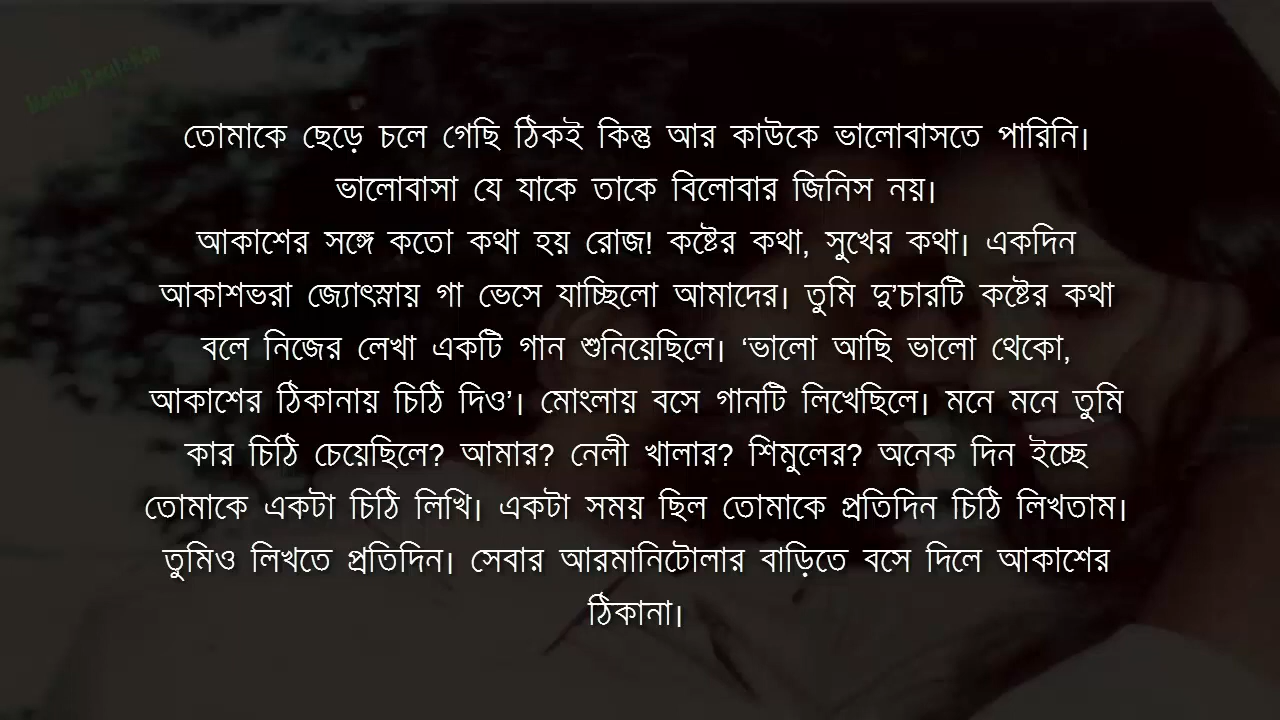 তোমাকে ছেড়ে চলে গেছি ঠিকই কিন্তু আর কাউকে ভালোবাসতে পারিনি।
ভালোবাসা যে যাকে তাকে বিলোবার জিনিস নয়।
আকাশের সঙ্গে কতো কথা হয় রোজ! কষ্টের কথা, সুখের কথা। একদিন
আকাশভরা জ্যোৎস্নায় গা ভেসে যাচ্ছিলো আমাদের। তুমি দু’চারটি কষ্টের কথা
বলে নিজের লেখা একটি গান শুনিয়েছিলে। ‘ভালো আছি ভালো থেকো,
আকাশের ঠিকানায় চিঠি দিও’। মোংলায় বসে গানটি লিখেছিলে। মনে মনে তুমি
কার চিঠি চেয়েছিলে? আমার? নেলী খালার? শিমুলের? অনেক দিন ইচ্ছে
তোমাকে একটা চিঠি লিখি। একটা সময় ছিল তোমাকে প্রতিদিন চিঠি লিখতাম।
তুমিও লিখতে প্রতিদিন। সেবার আরমানিটোলার বাড়িতে বসে দিলে আকাশের
ঠিকানা।